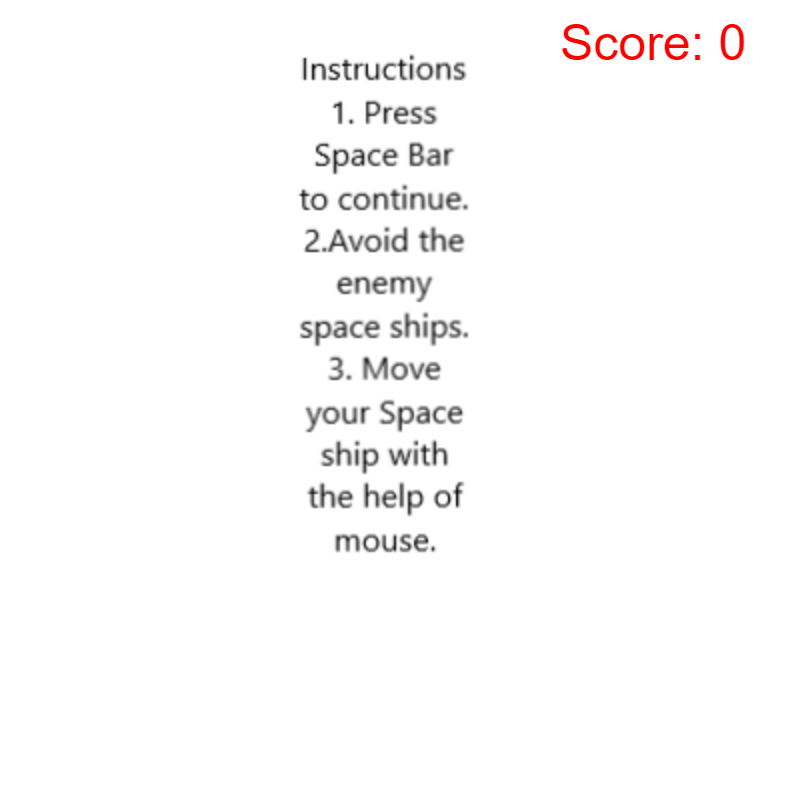 Score: 0
Instructions
1. Press
Space Bar
to continue.
2.Avoid the
enemy
space ships.
3. Move
your Space
ship with
the help of
mouse.